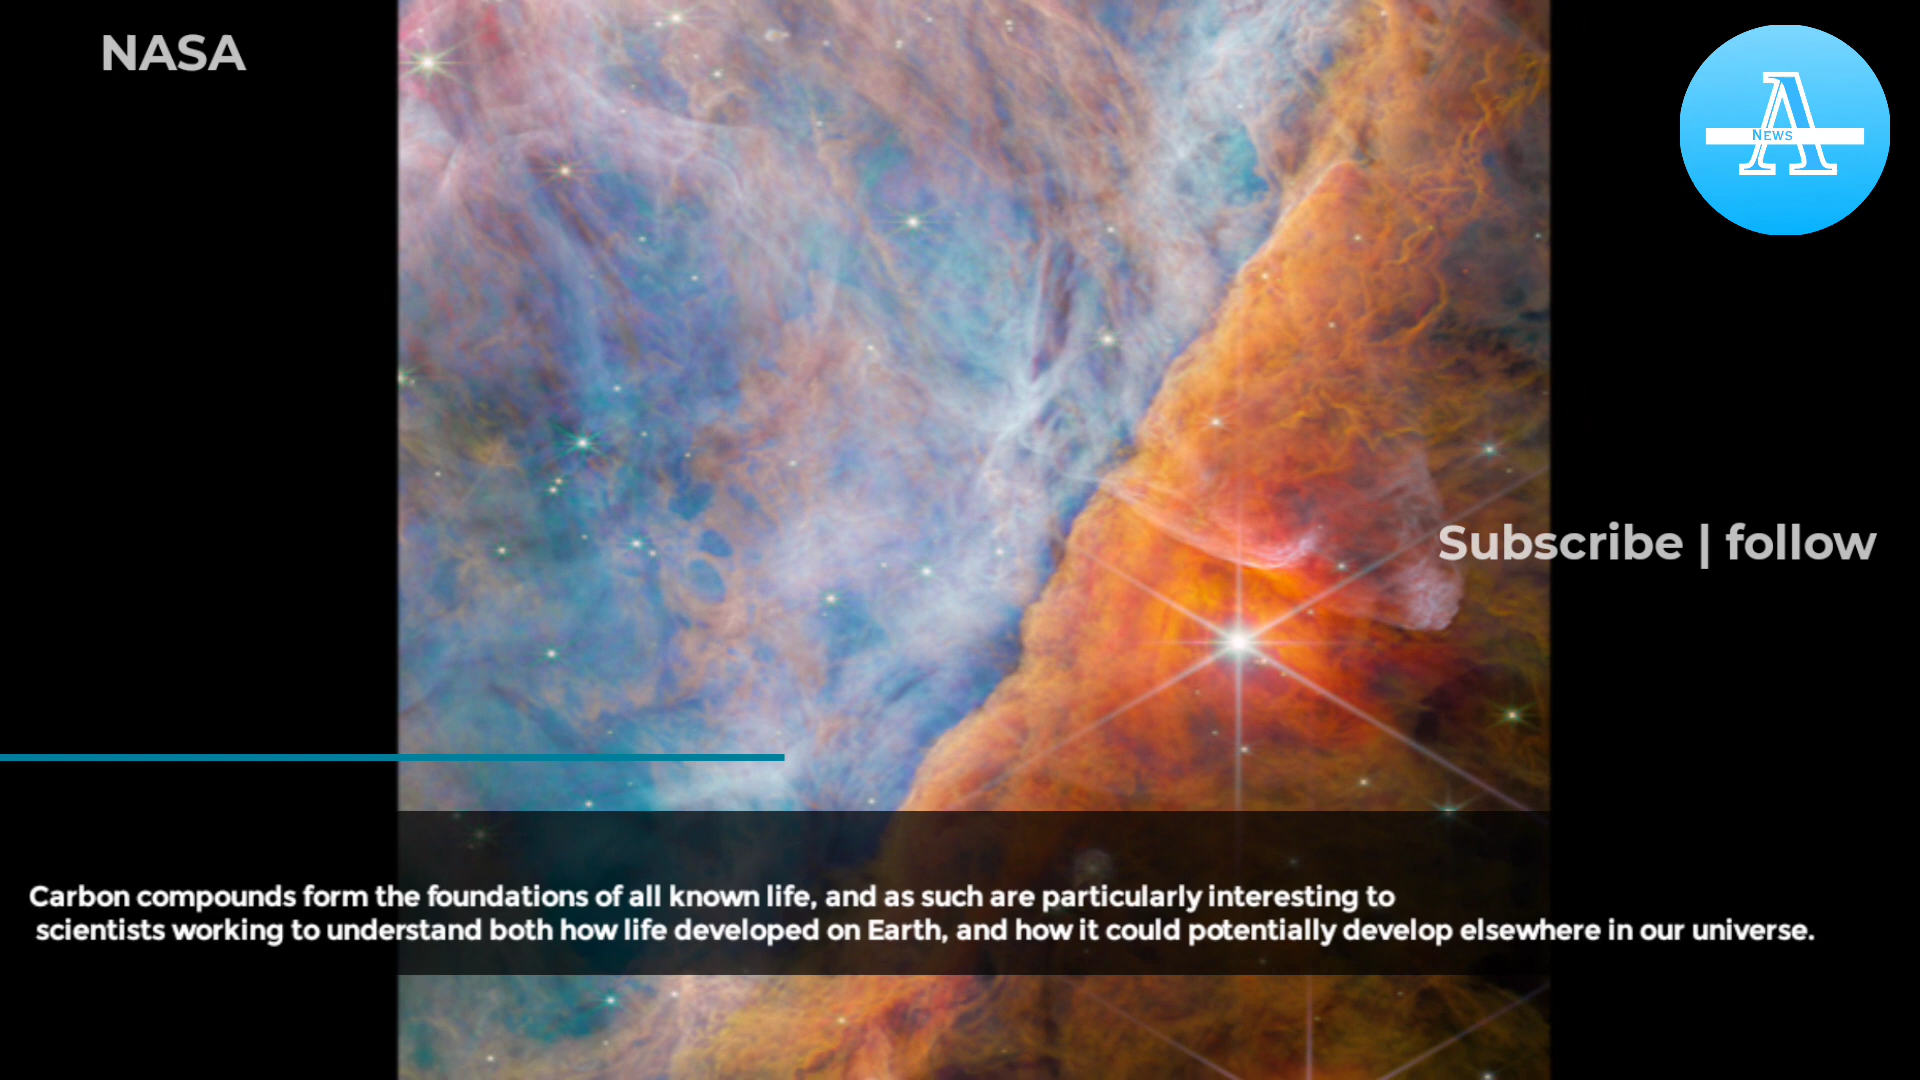 NASA
NEWS
Subscribe | follow
Carbon compounds form the foundations of all known life, and as such are particularly interesting to
scientists working to understand both how life developed on Earth, and how it could potentially develop elsewhere in our universe.